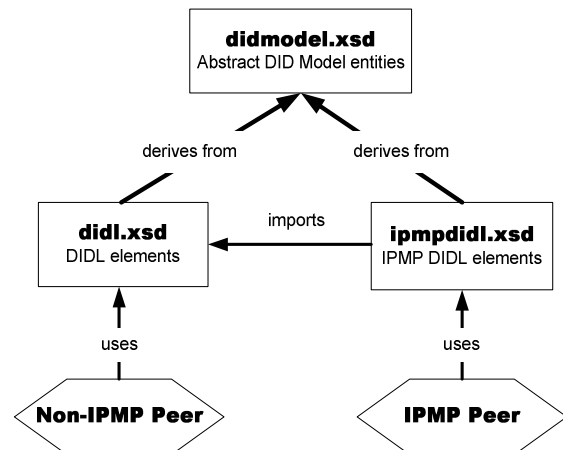 didmodel.xsd
Abstract DID Model entities
derives from
derives from
imports
didl.xsd
DIDL elements
ipmpdidl.xsd
IPMP DIDL elements
uses
uses
Non-IPMP Peer
IPMP Peer